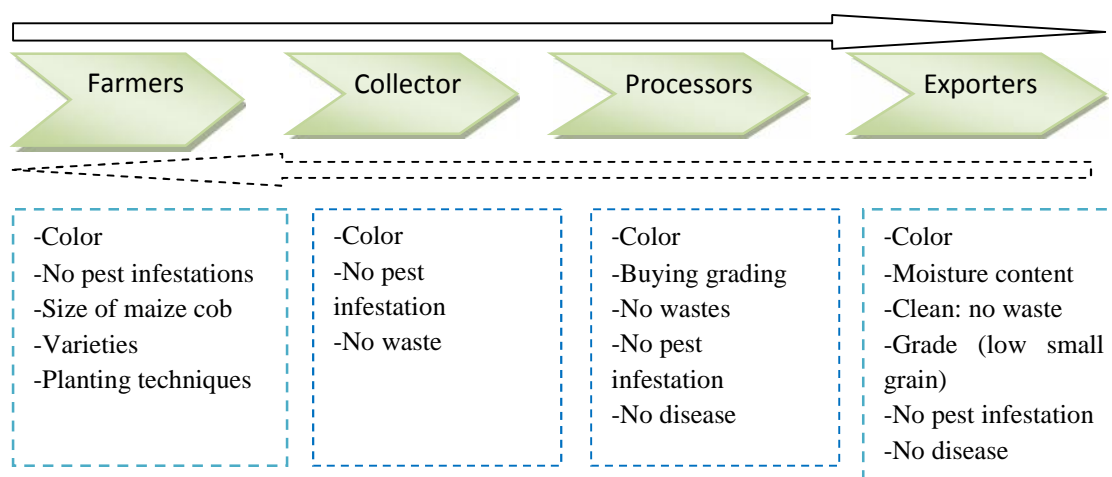 Farmers
Collector
Processors
Exporters
-Color
-No pest infestations
-Size of maize cob
-Varieties
-Planting techniques
-Color
-No pest
infestation
-No waste
-Color
-Buying grading
-No wastes
-No pest
infestation
-No disease
-Color
-Moisture content
-Clean: no waste
-Grade (low small
grain)
-No pest infestation
-No disease